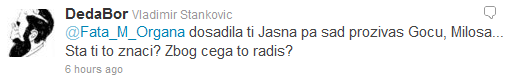 DedaBor Vladimir Stankovic
@Fata_M_Organa dosadila ti Jasna pa sad prozivas Gocu, Milosa...
Sta ti to znaci? Zbog cega to radis?
6 hours ago